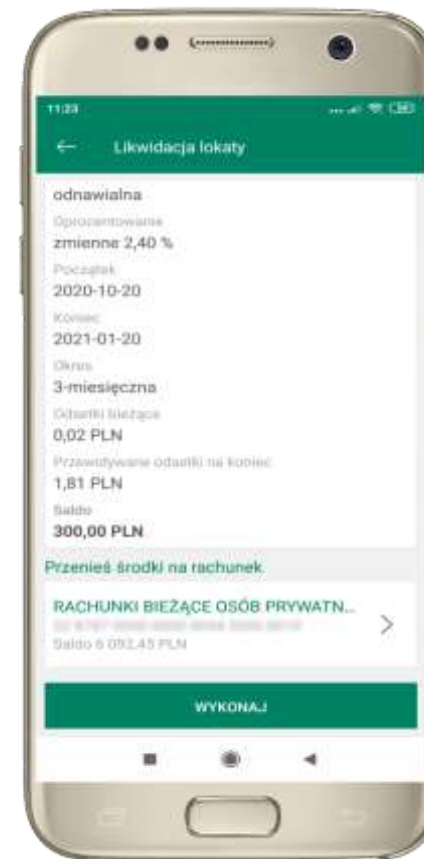 11:23
Likwidacja lokaty
odnawialna
Oprocentowanie
zmienne 2,40 %
Początek
2020-10-20
Koniec
2021-01-20
Okres
3-miesięczna
Odsetki bieżące
0,02 PLN
Przewidywane odsetki na koniec
1,81 PLN
Saldo
300,00 PLN
Przenieś środki na rachunek
RACHUNKI BIEŻĄCE OSÓB PRYWATN...
Saldo 6 092,45 PLN
WYKONAJ